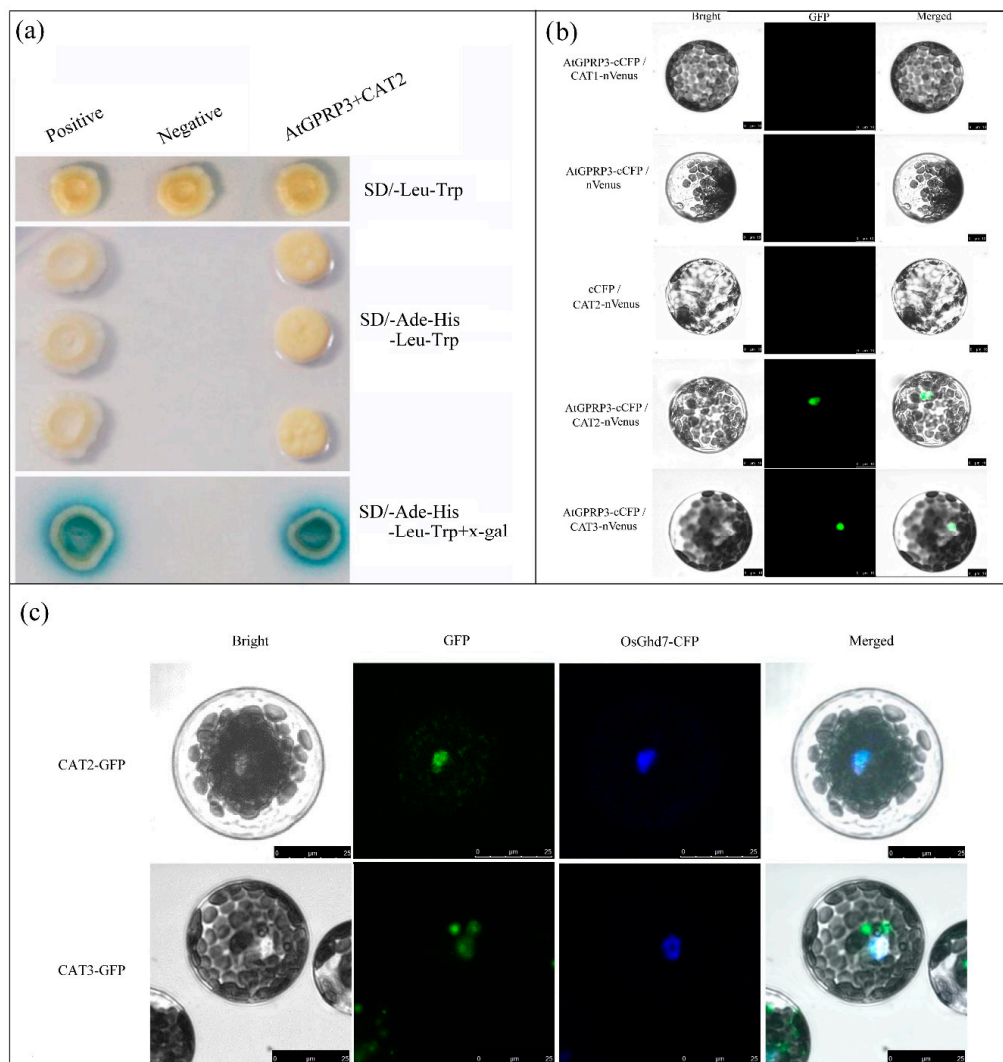 (a)
Positive
Negative
AtGPRP3+CAT2
SD/-Leu-Trp
SD/-Ade-His
-Leu-Trp
SD/-Ade-His
-Leu-Trp+x-gal
(b)
Bright
GFP
Merged
AtGPRP3-cCFP /
CAT1-nVenus
AtGPRP3-cCFP /
nVenus
cCFP /
CAT2-nVenus
AtGPRP3-cCFP /
CAT2-nVenus
AtGPRP3-cCFP /
CAT3-nVenus
(c)
Bright
GFP
OsGhd7-CFP
Merged
CAT2-GFP
0 μm 25
0 μm 25
0 μm 25
0 μm 25
CAT3-GFP
0 μm 25
0 μm 25
0 μm 25
0 μm 25